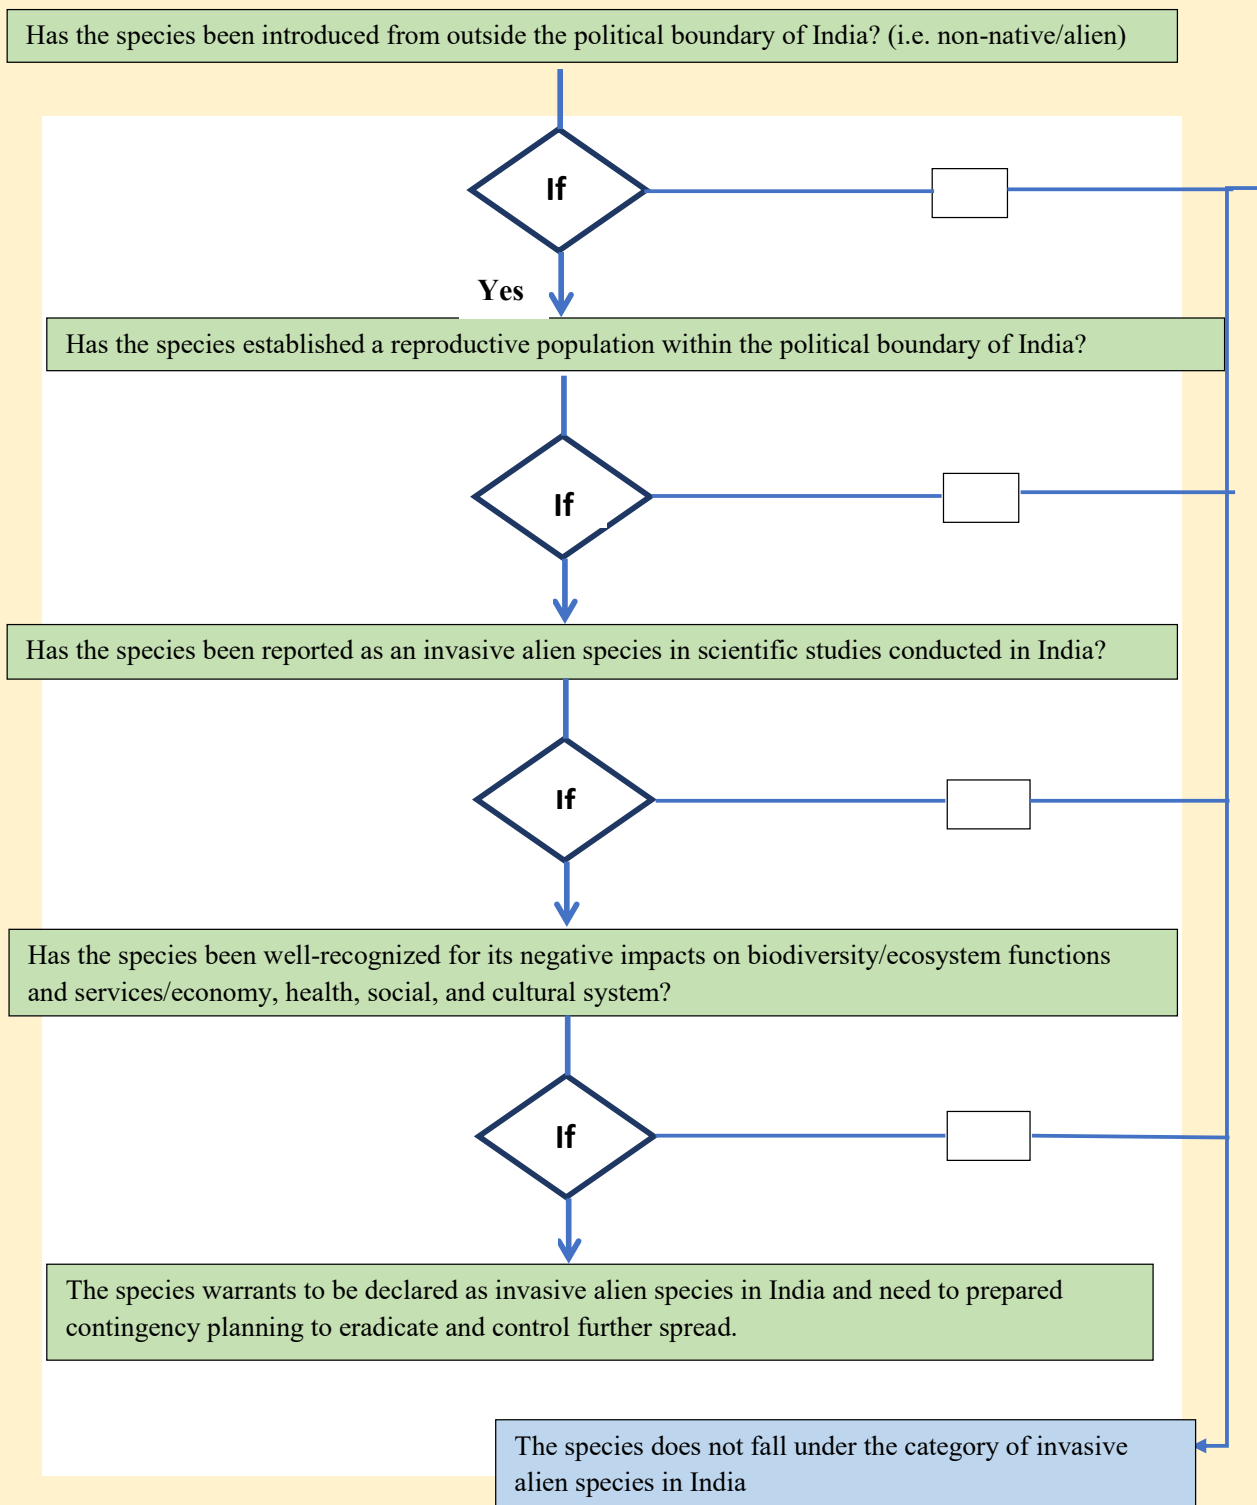 Has the species been introduced from outside the political boundary of India? (i.e. non-native/alien)
If
Yes
Has the species established a reproductive population within the political boundary of India?
If
Has the species been reported as an invasive alien species in scientific studies conducted in India?
If
Has the species been well-recognized for its negative impacts on biodiversity/ecosystem functions
and services/economy, health, social, and cultural system?
If
The species warrants to be declared as invasive alien species in India and need to prepared
contingency planning to eradicate and control further spread.
The species does not fall under the category of invasive
alien species in India